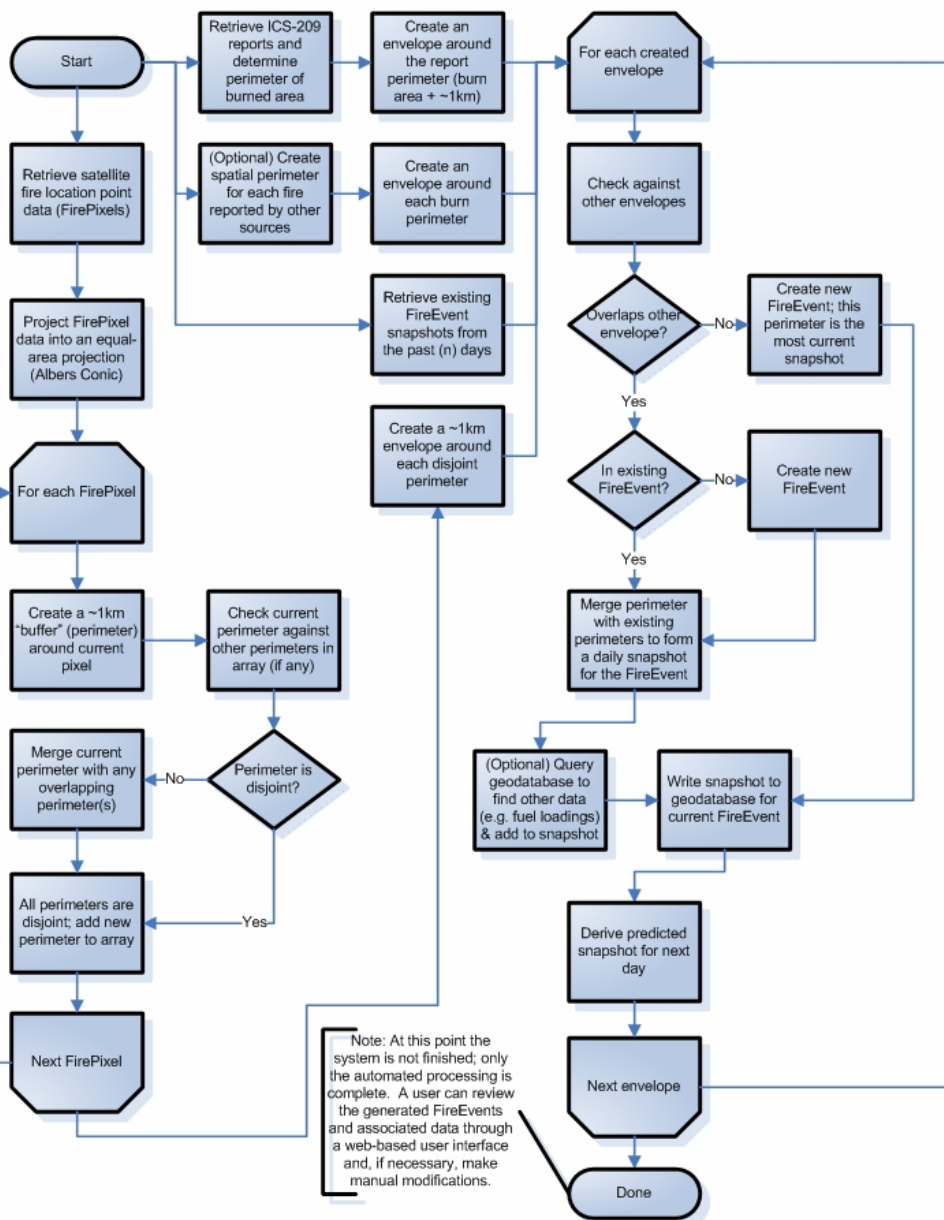 Start
Retrieve ICS-209
reports and
determine
perimeter of
burned area
Create an
envelope around
the report
perimeter (burn
area + ~1km)
For each created
envelope
Retrieve satellite
fire location point
data (FirePixels)
(Optional) Create
spatial perimeter
for each fire
reported by other
sources
Create an
envelope around
each burn
perimeter
Check against
other envelopes
Project FirePixel
data into an equal-
area projection
(Albers Conic)
Retrieve existing
FireEvent
snapshots from
the past (n) days
Overlaps other
envelope?
No
Create new
FireEvent; this
perimeter is the
most current
snapshot
Yes
For each FirePixel
Create a ~1km
envelope around
each disjoint
perimeter
In existing
FireEvent?
No
Create new
FireEvent
Yes
Create a ~1km
“buffer” (perimeter)
around current
pixel
Check current
perimeter against
other perimeters in
array (if any)
Merge perimeter
with existing
perimeters to form
a daily snapshot
for the FireEvent
Merge current
perimeter with any
overlapping
perimeter(s)
No
Perimeter is
disjoint?
(Optional) Query
geodatabase to
find other data
(e.g. fuel loadings)
& add to snapshot
Write snapshot to
geodatabase for
current FireEvent
All perimeters are
disjoint; add new
perimeter to array
Yes
Derive predicted
snapshot for next
day
Next FirePixel
Note: At this point the
system is not finished; only
the automated processing is
complete. A user can review
the generated FireEvents
and associated data through
a web-based user interface
and, if necessary, make
manual modifications.
Next envelope
Done